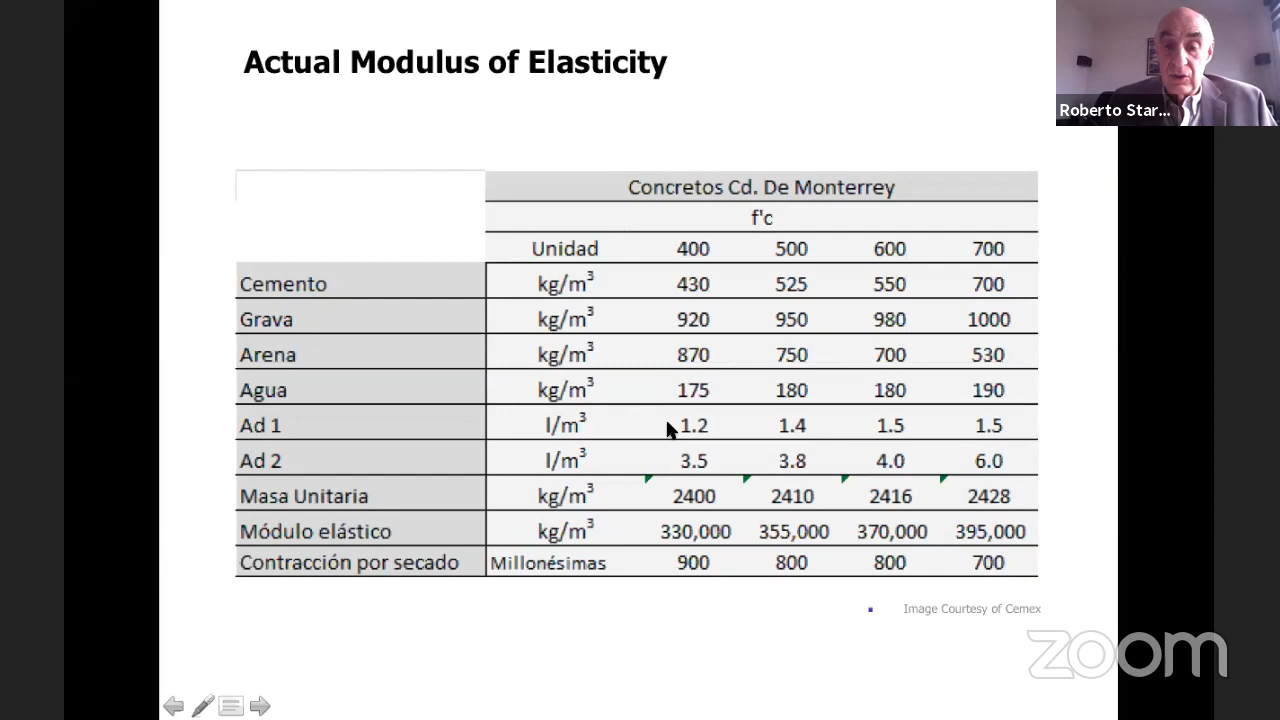 Actual Modulus of Elasticity
Roberto Star...
Concretos Cd. De Monterrey
f'c
Unidad 400 500 600 700
Cemento kg/m³ 430 525 550 700
Grava kg/m³ 920 950 980 1000
Arena kg/m³ 870 750 700 530
Agua kg/m³ 175 180 180 190
Ad 1 l/m³ 1.2 1.4 1.5 1.5
Ad 2 l/m³ 3.5 3.8 4.0 6.0
Masa Unitaria kg/m³ 2400 2410 2416 2428
Módulo elástico kg/m³ 330,000 355,000 370,000 395,000
Contracción por secado Millonésimas 900 800 800 700
Image Courtesy of Cemex
zoom